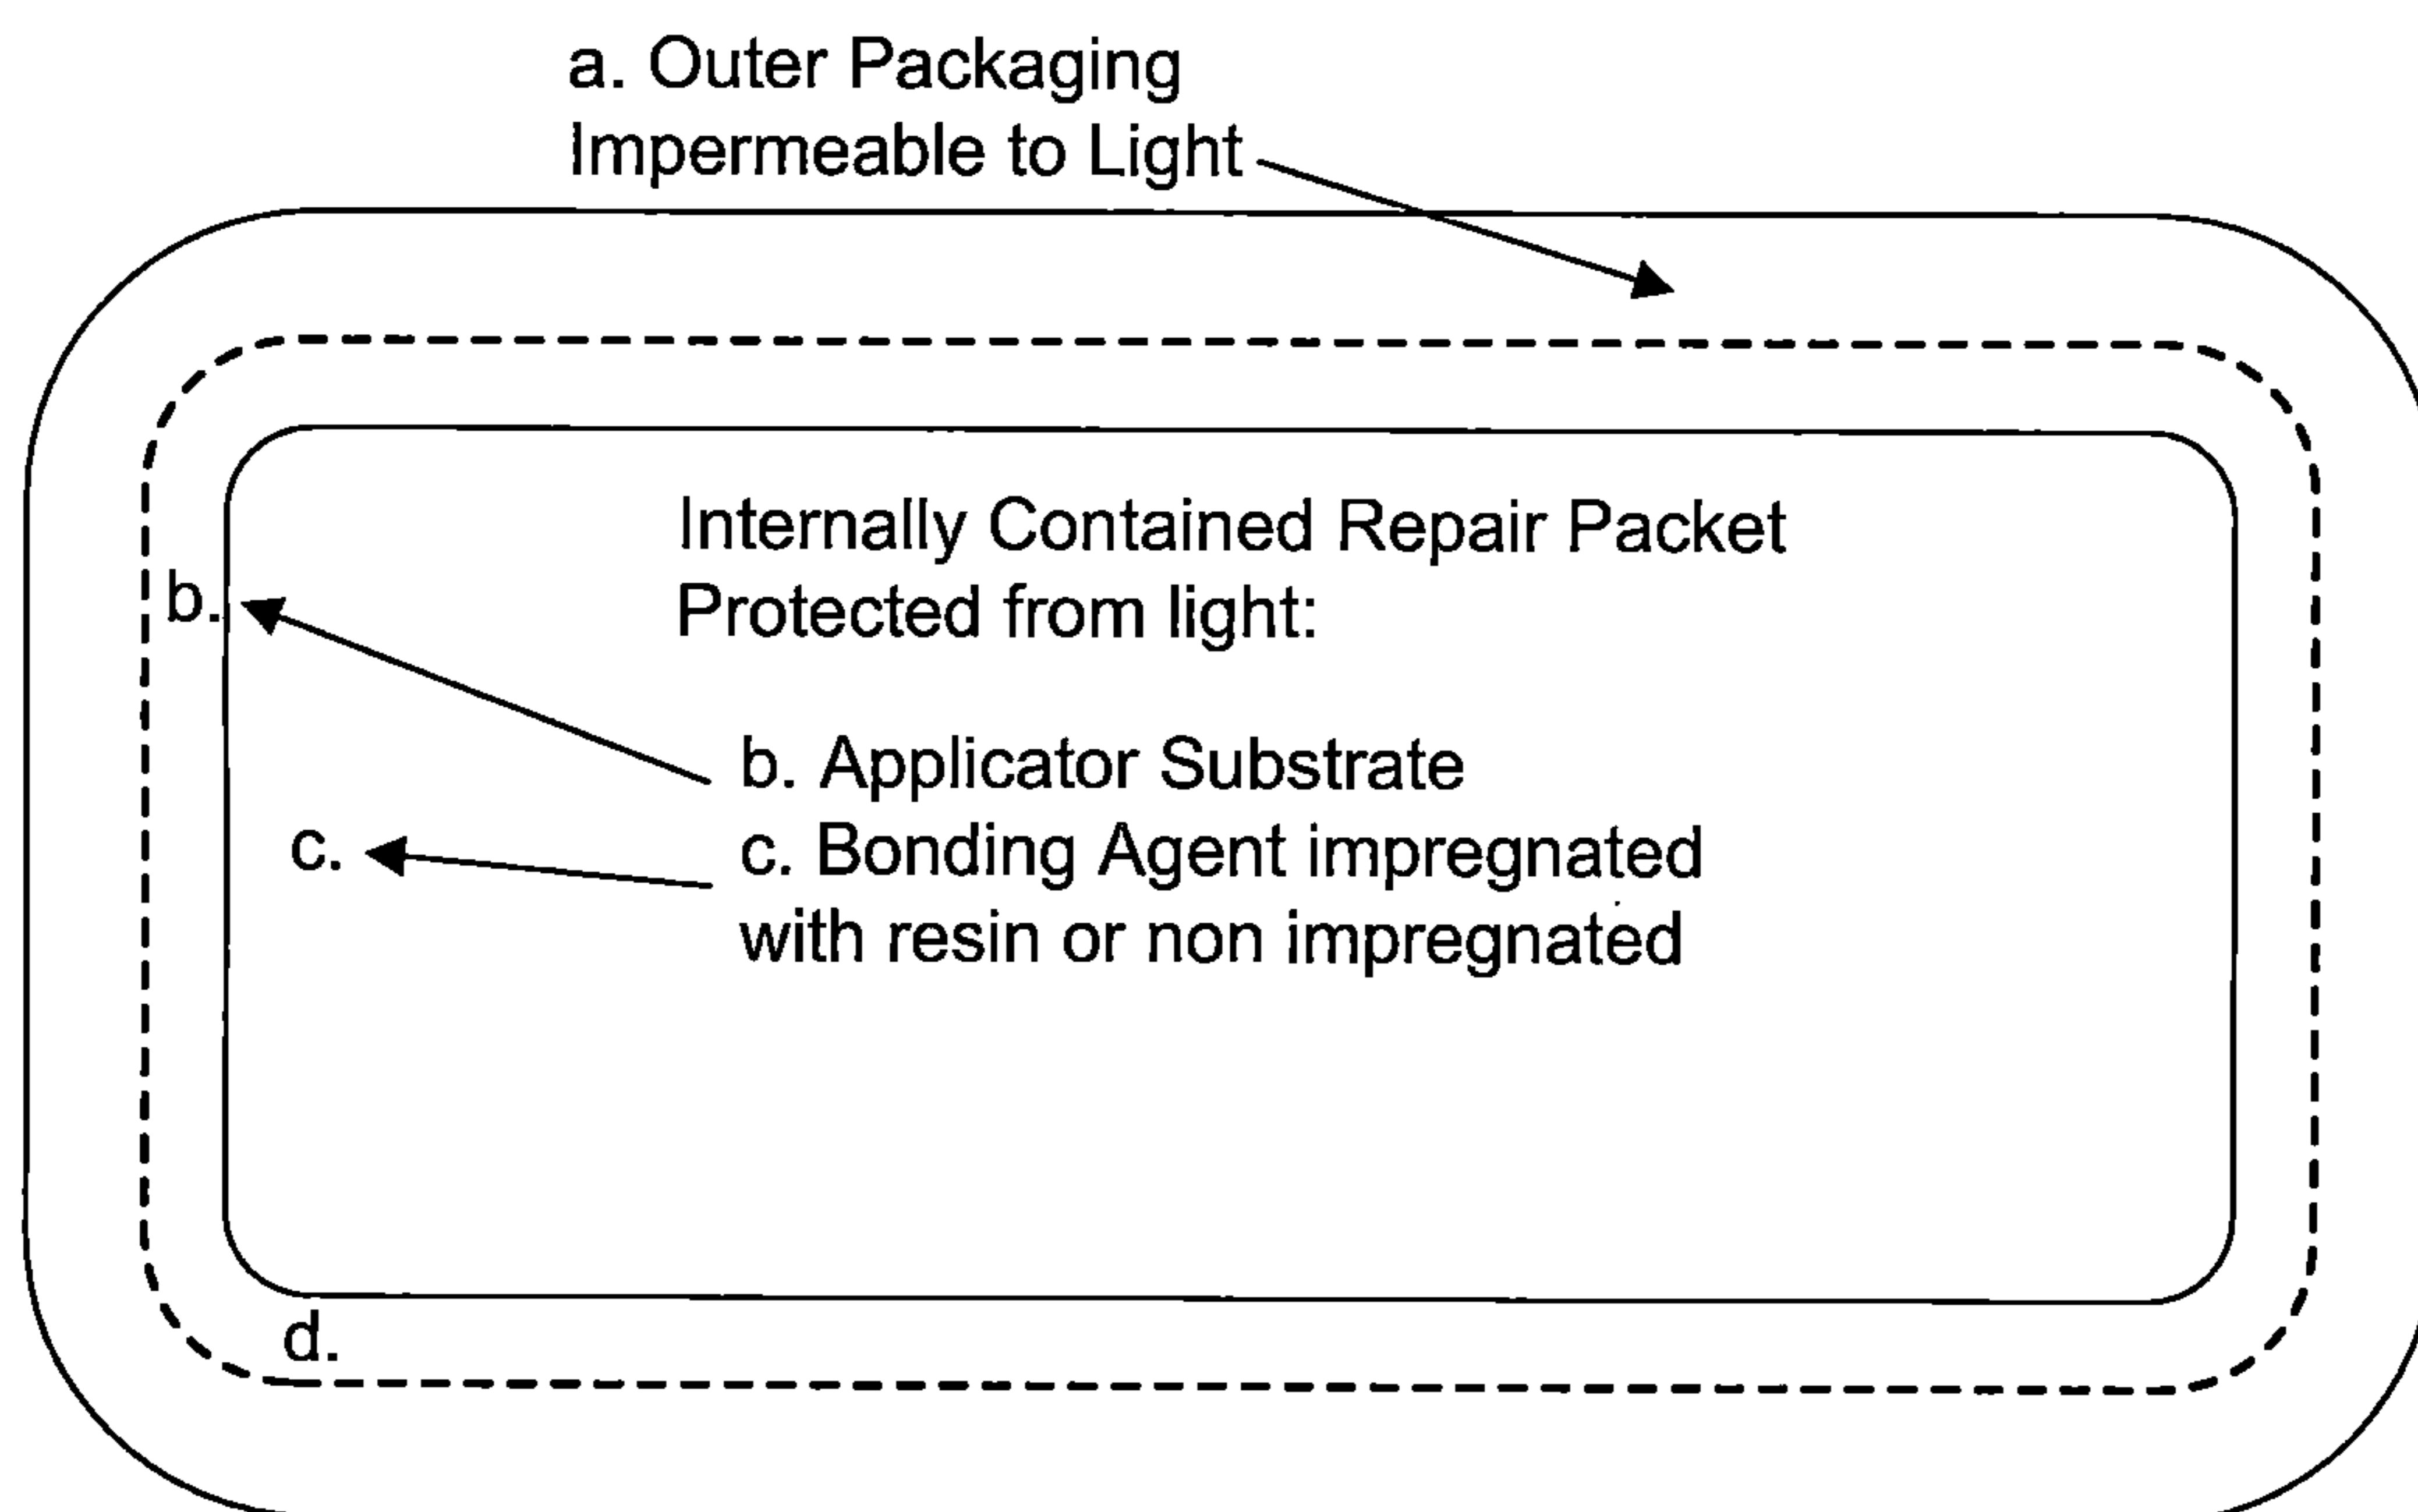 a. Outer Packaging
Impermeable to Light
Internally Contained Repair Packet
b.
Protected from light:
b. Applicator Substrate
c.
c. Bonding Agent impregnated
with resin or non impregnated
d.